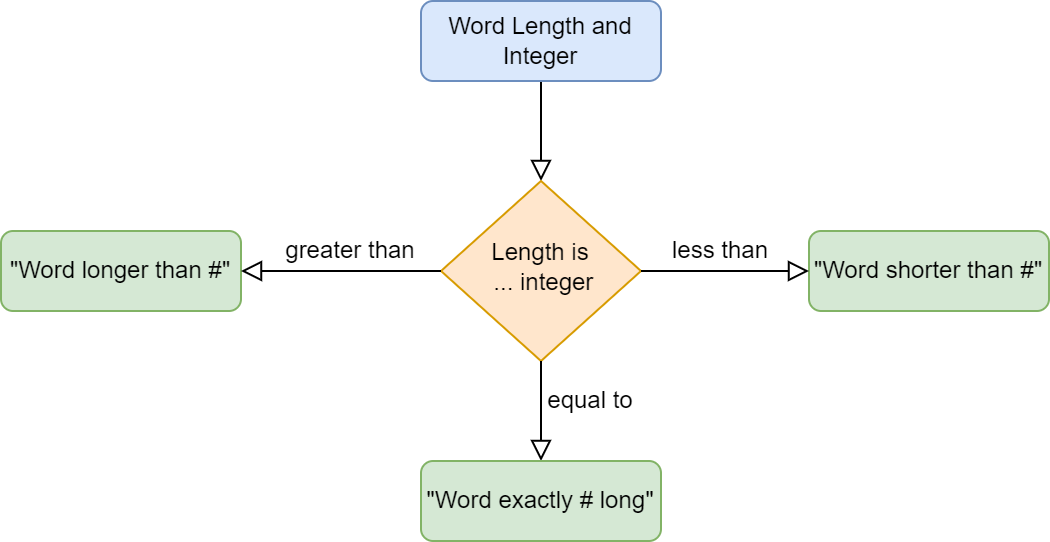 Word Length and
Integer
Length is
... integer
greater than
less than
"Word longer than #"
"Word shorter than #"
equal to
"Word exactly # long"